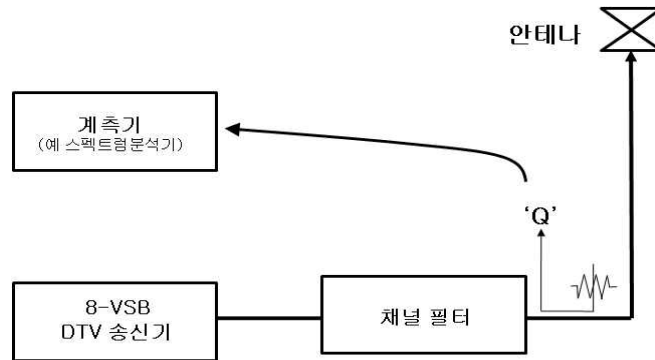 안테나
계측기
(예 스펙트럼분석기)
‘Q’
8-VSB
DTV 송신기
채널 필터